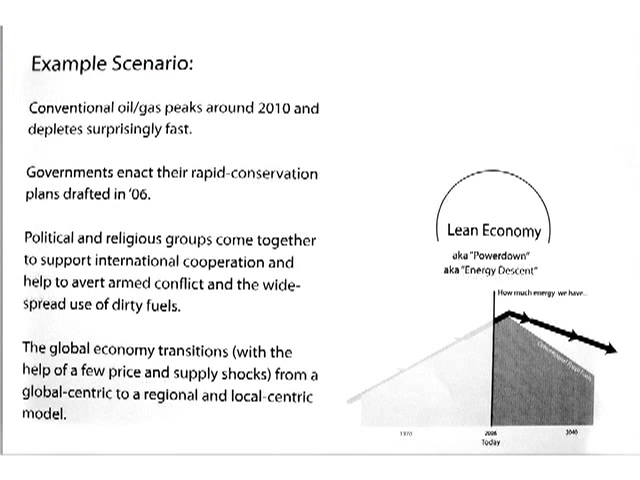 Example Scenario:
Conventional oil/gas peaks around 2010 and
depletes surprisingly fast.
Governments enact their rapid-conservation
plans drafted in '06.
Political and religious groups come together
to support international cooperation and
help to avert armed conflict and the wide-
spread use of dirty fuels.
The global economy transitions (with the
help of a few price and supply shocks) from a
global-centric to a regional and local-centric
model.
Lean Economy
aka "Powerdown"
aka "Energy Descent"
How much energy we have...
Conventional Fossil Fuels
1970
2006
Today
2040